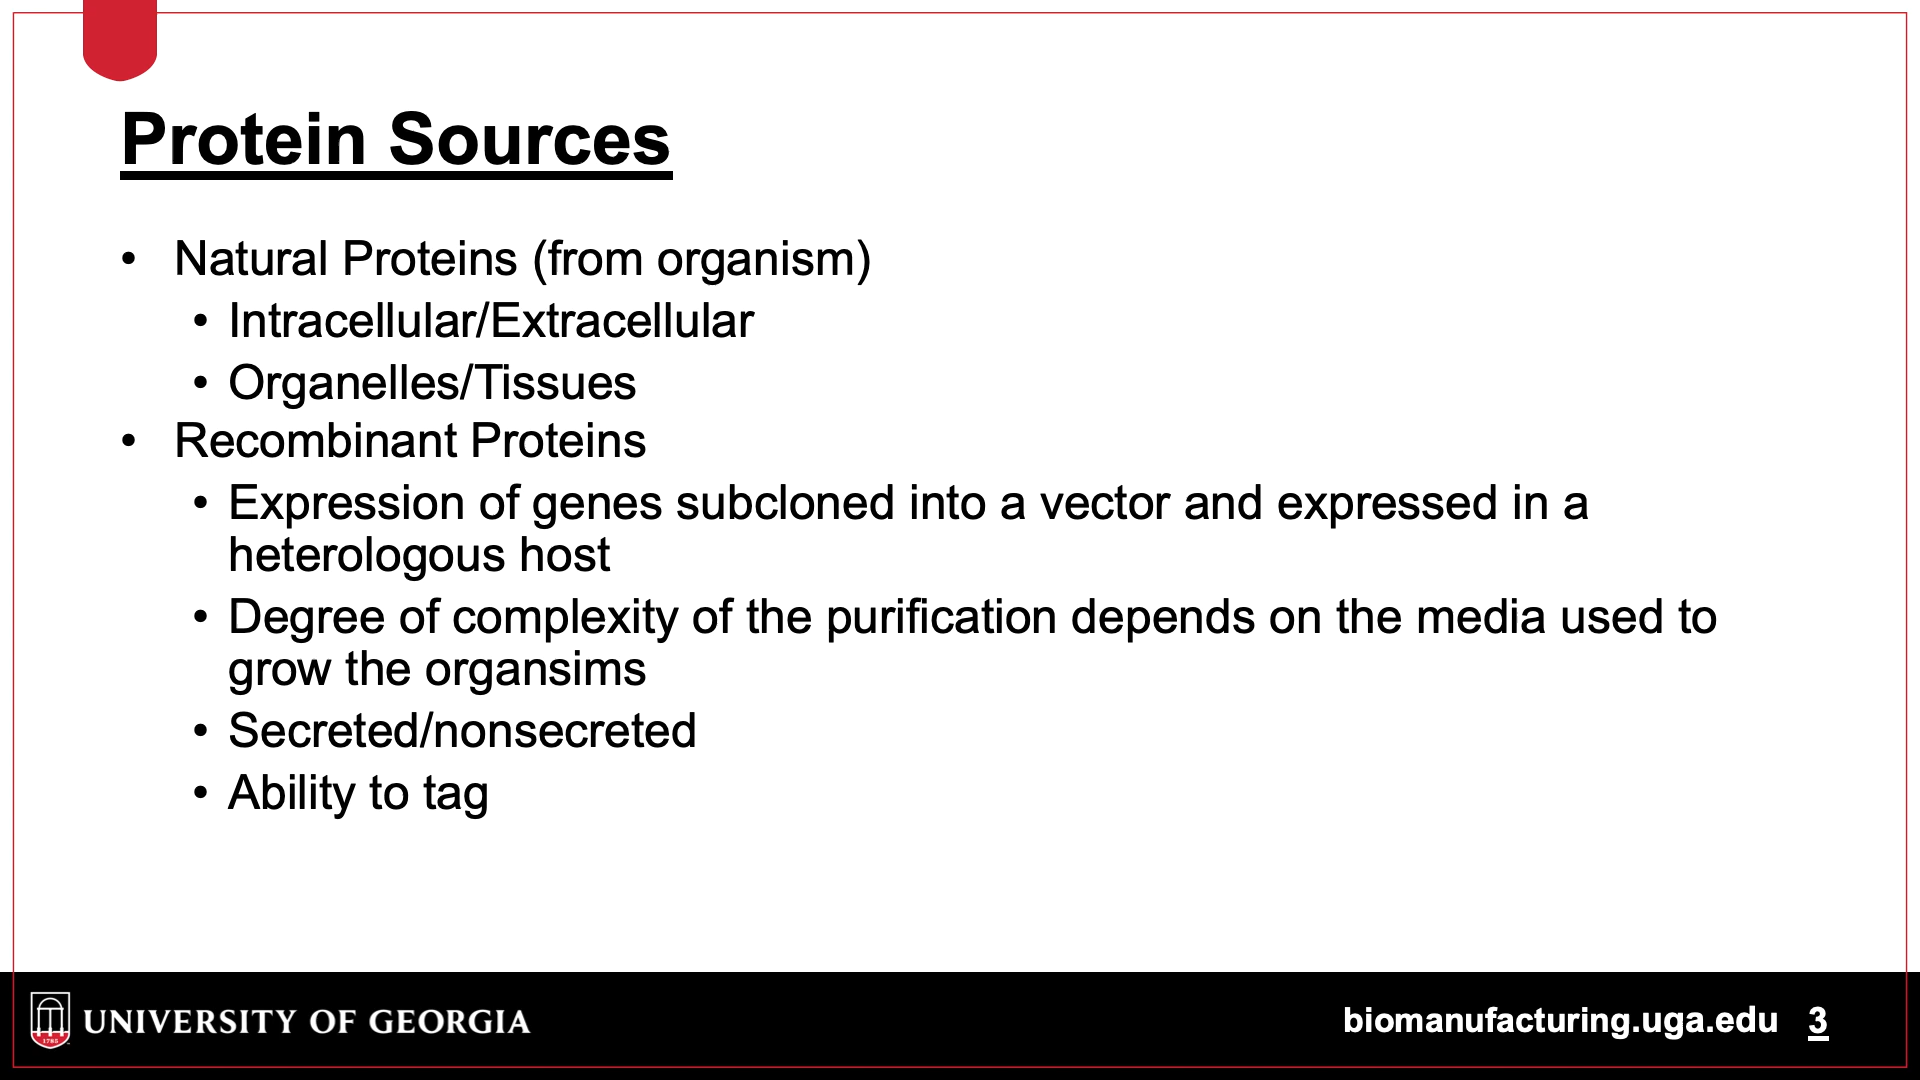 Protein Sources
• Natural Proteins (from organism)
• Intracellular/Extracellular
• Organelles/Tissues
• Recombinant Proteins
• Expression of genes subcloned into a vector and expressed in a
heterologous host
• Degree of complexity of the purification depends on the media used to
grow the organsims
• Secreted/nonsecreted
• Ability to tag
1785
UNIVERSITY OF GEORGIA
biomanufacturing.uga.edu 3